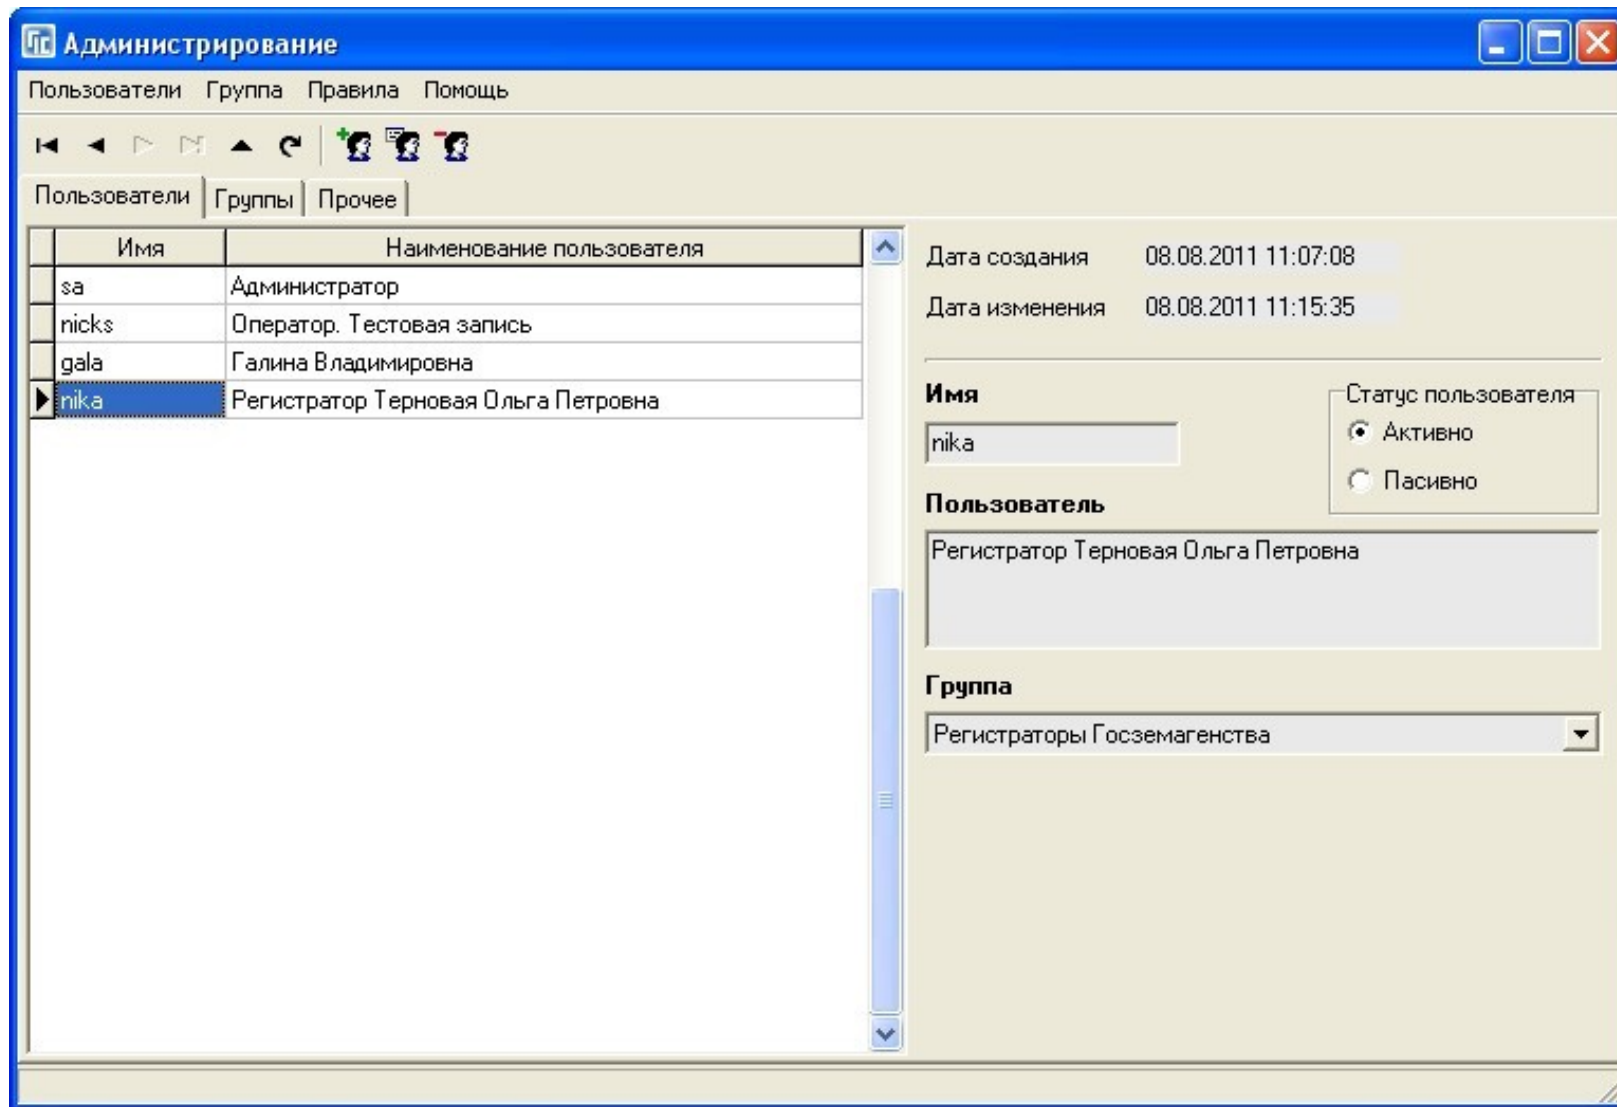 Администрирование
Пользователи Группа Правила Помощь
Пользователи Группы Прочее
Имя Наименование пользователя
sa Администратор
nicks Оператор. Тестовая запись
gala Галина Владимировна
nika Регистратор Терновая Ольга Петровна
Дата создания 08.08.2011 11:07:08
Дата изменения 08.08.2011 11:15:35
Имя
nika
Статус пользователя
Активно
Пасивно
Пользователь
Регистратор Терновая Ольга Петровна
Группа
Регистраторы Госземагенства